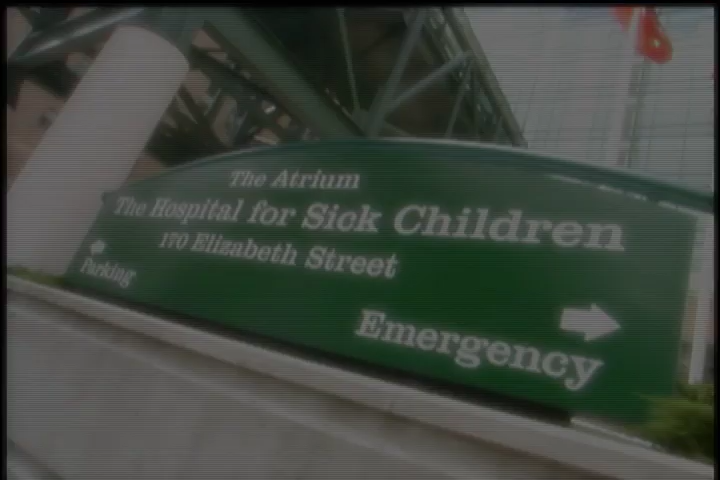 The Atrium
The Hospital for Sick Children
170 Elizabeth Street
Parking
Emergency